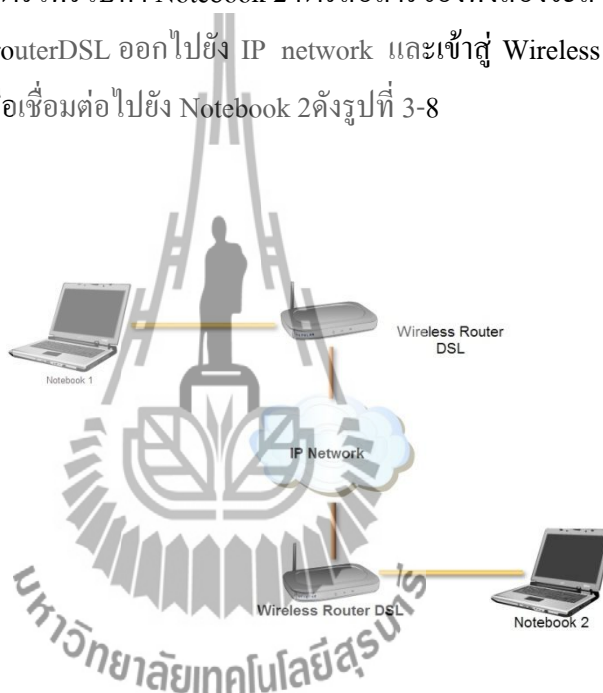 Notebook 2
routerDSL ออกไปยัง IP network และเข้าสู่ Wireless
เชื่อมต่อไปยัง Notebook 2ดังรูปที่ 3-8
Notebook 1
Wireless Router
DSL
IP Network
Wireless Router DSL
Notebook 2
มหาวิทยาลัยเทคโนโลยีสุรนารี